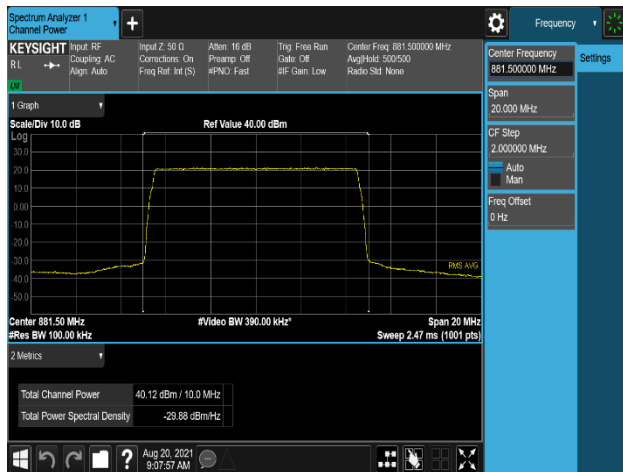 Spectrum Analyzer 1
Channel Power
Frequency
KEYSIGHT
R L
LW
Input: RF
Coupling: AC
Align: Auto
Input Z: 50 Ω
Corrections: On
Freq Ref: Int (S)
Atten: 16 dB
Preamp: Off
#PNO: Fast
Trig: Free Run
Gate: Off
#IF Gain: Low
Center Freq: 881.500000 MHz
Avg|Hold: 500/500
Radio Std: None
Center Frequency
881.500000 MHz
Settings
Span
20.000 MHz
CF Step
2.000000 MHz
Auto
Man
Freq Offset
0 Hz
1 Graph
Scale/Div 10.0 dB
Ref Value 40.00 dBm
Log
30.0
20.0
10.0
0.00
-10.0
-20.0
-30.0
-40.0
-50.0
RMS AVG
Center 881.50 MHz
#Video BW 390.00 kHz*
Span 20 MHz
#Res BW 100.00 kHz
Sweep 2.47 ms (1001 pts)
2 Metrics
Total Channel Power 40.12 dBm / 10.0 MHz
Total Power Spectral Density -29.88 dBm/Hz
?
Aug 20, 2021
9:07:57 AM